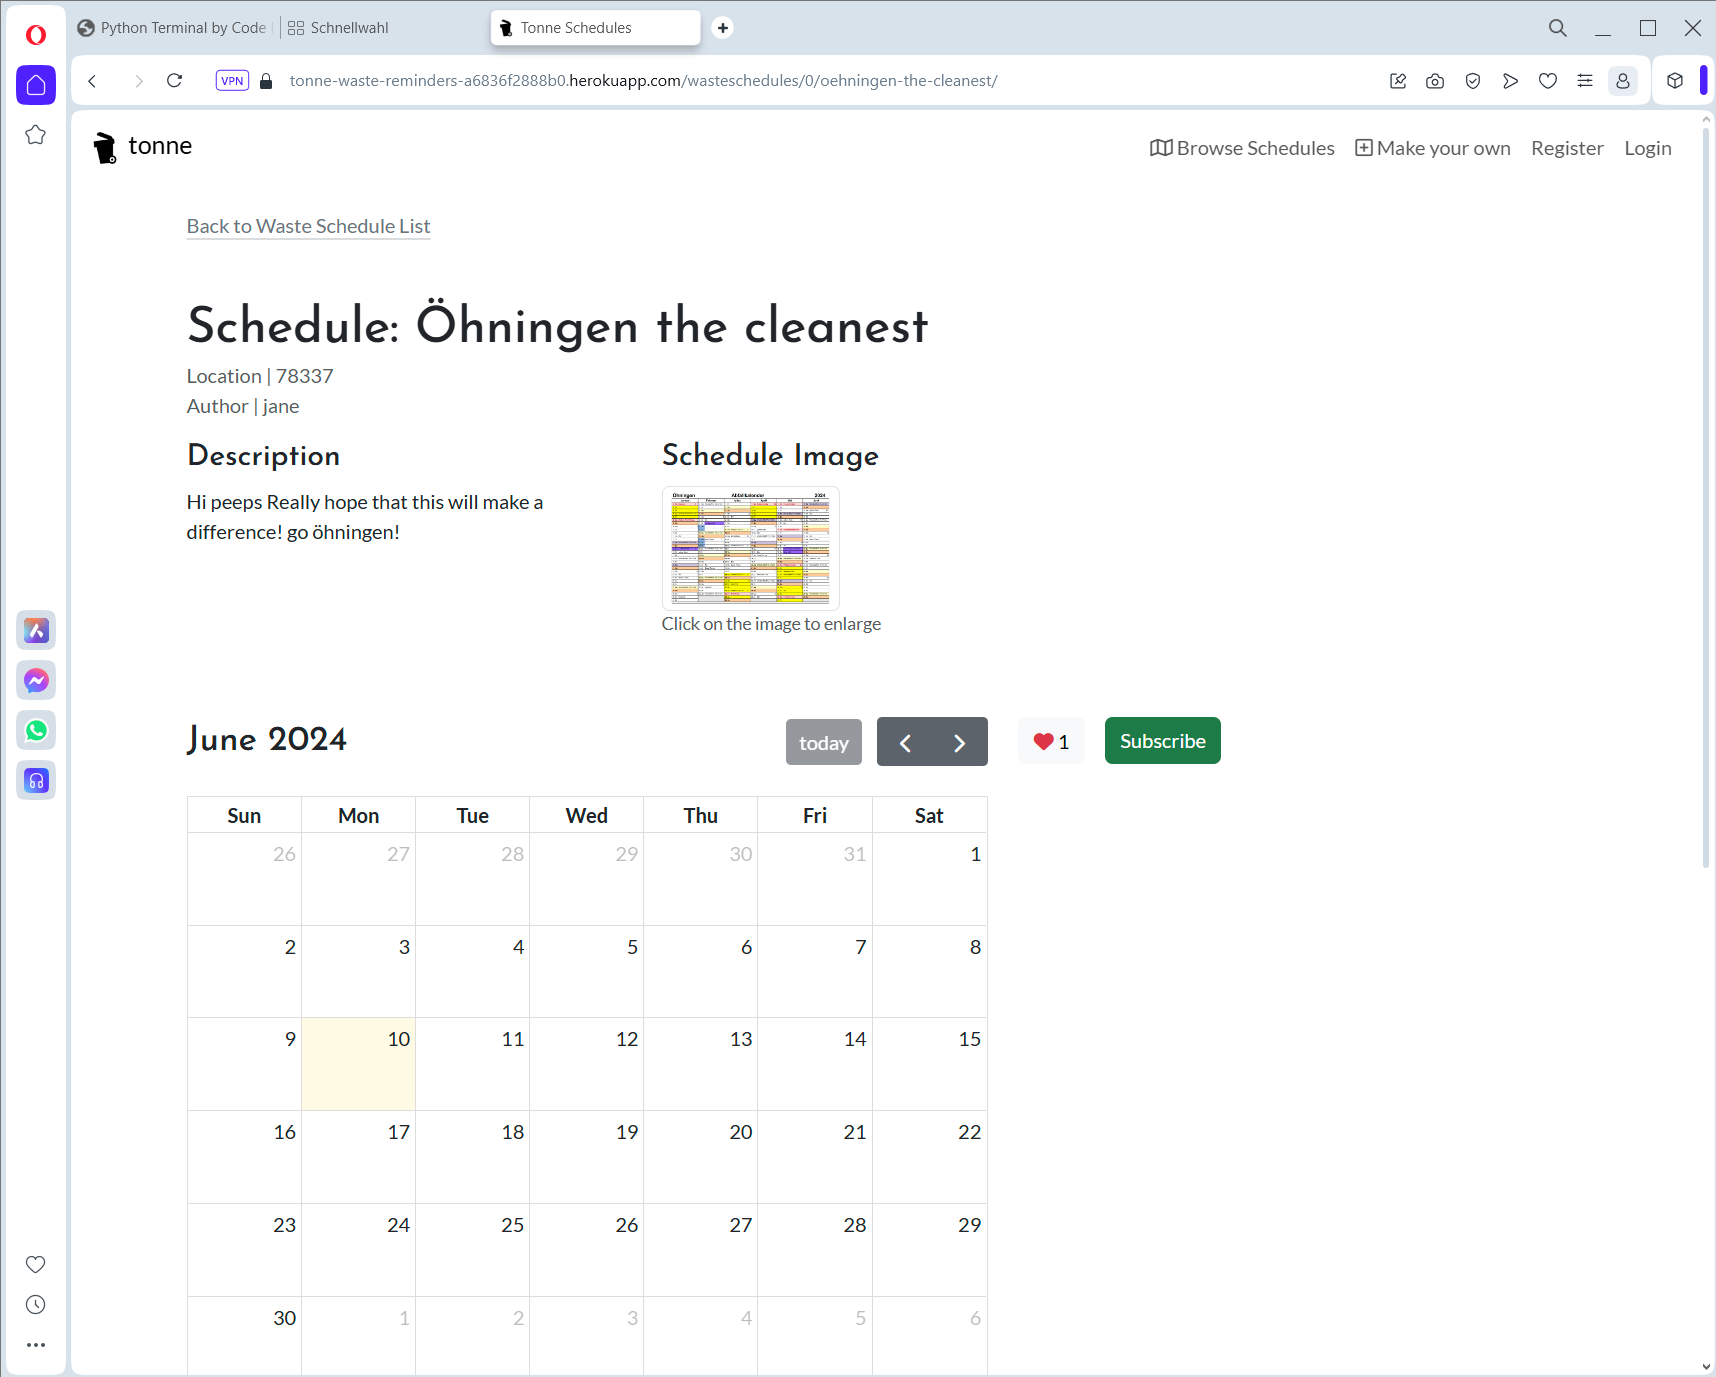 Python Terminal by Code
Schnellwahl
Tonne Schedules
VPN
tonne-waste-reminders-a6836f2888b0.herokuapp.com/wasteschedules/0/oehningen-the-cleanest/
tonne
Browse Schedules
Make your own
Register
Login
Back to Waste Schedule List
Schedule: Öhningen the cleanest
Location | 78337
Author | jane
Description
Schedule Image
Hi peeps Really hope that this will make a
difference! go öhningen!
Öhningen Abfallkalender 2024
Click on the image to enlarge
June 2024
today
1
Subscribe
Sun Mon Tue Wed Thu Fri Sat
26 27 28 29 30 31 1
2 3 4 5 6 7 8
9 10 11 12 13 14 15
16 17 18 19 20 21 22
23 24 25 26 27 28 29
30 1 2 3 4 5 6